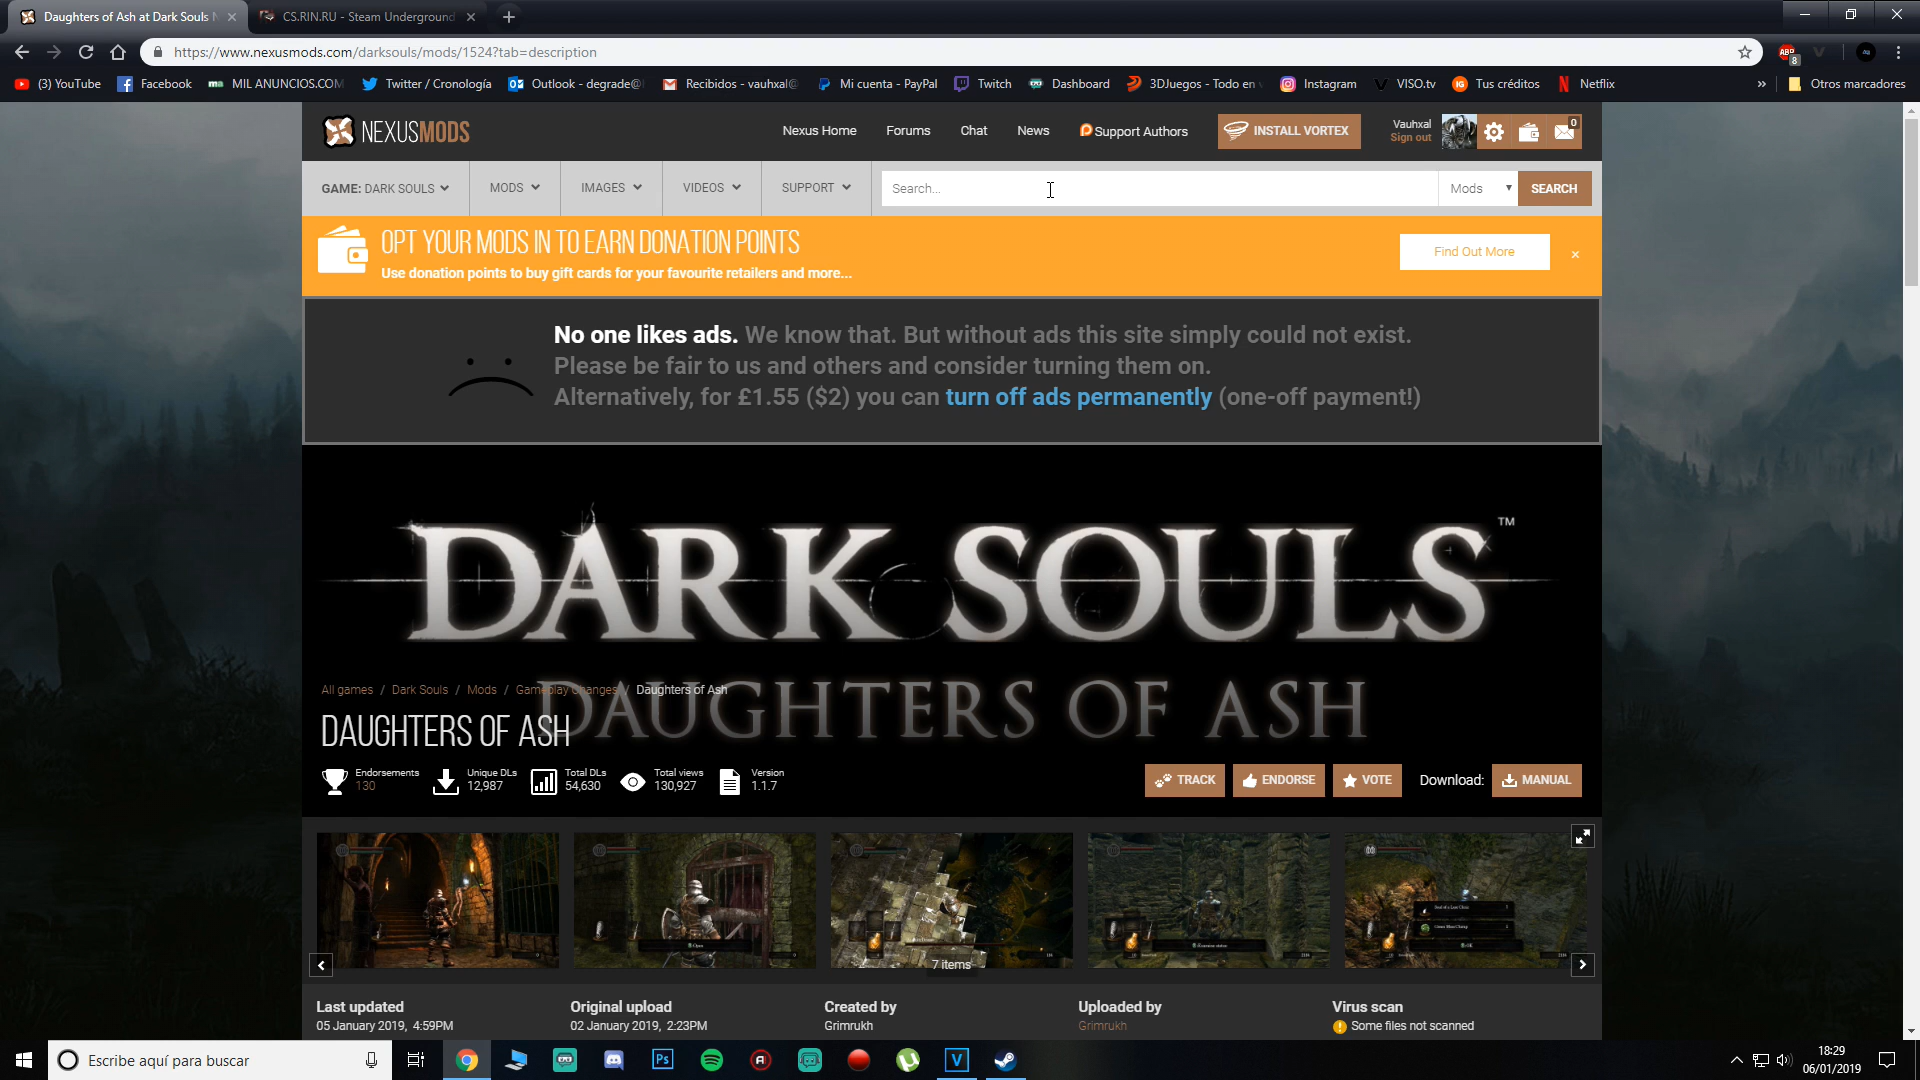 Daughters of Ash at Dark Souls
CS.RIN.RU - Steam Underground
https://www.nexusmods.com/darksouls/mods/1524?tab=description
ABP
8
(3) YouTube
Facebook
MIL ANUNCIOS.COM
Twitter / Cronología
Outlook - degrade@
Recibidos - vauhxal@
Mi cuenta - PayPal
Twitch
Dashboard
3DJuegos - Todo en
Instagram
VISO.tv
Tus créditos
Netflix
»
Otros marcadores
NEXUSMODS
Nexus Home
Forums
Chat
News
Support Authors
INSTALL VORTEX
Vauhxal
Sign out
0
GAME: DARK SOULS
MODS
IMAGES
VIDEOS
SUPPORT
Search...
Mods
SEARCH
OPT YOUR MODS IN TO EARN DONATION POINTS
Use donation points to buy gift cards for your favourite retailers and more...
Find Out More
×
No one likes ads. We know that. But without ads this site simply could not exist.
Please be fair to us and others and consider turning them on.
Alternatively, for £1.55 ($2) you can turn off ads permanently (one-off payment!)
DARK SOULS™
DAUGHTERS OF ASH
All games / Dark Souls / Mods / Gameplay Changes / Daughters of Ash
DAUGHTERS OF ASH
Endorsements
130
Unique DLs
12,987
Total DLs
54,630
Total views
130,927
Version
1.1.7
TRACK
ENDORSE
VOTE
Download:
MANUAL
7 items
Last updated
05 January 2019, 4:59PM
Original upload
02 January 2019, 2:23PM
Created by
Grimrukh
Uploaded by
Grimrukh
Virus scan
Some files not scanned
Escribe aquí para buscar
Ps
V
18:29
06/01/2019